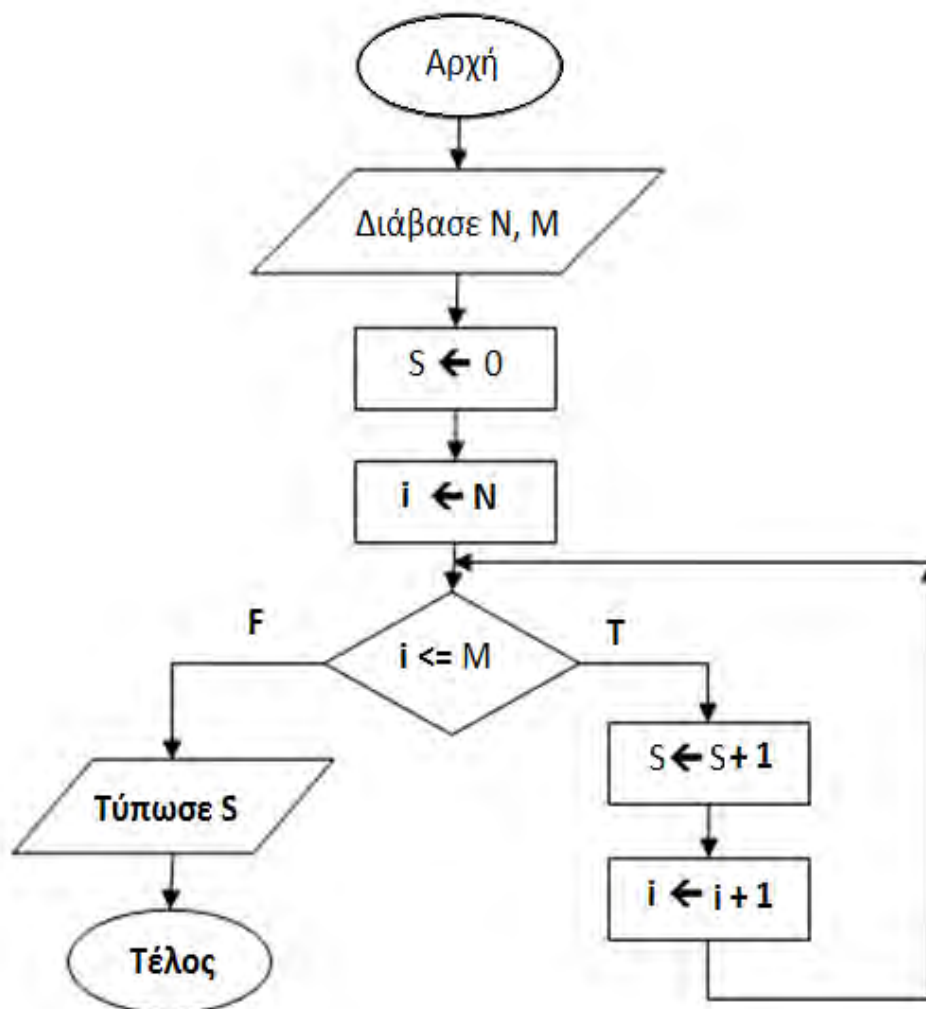 Αρχή
Διάβασε N, M
S ← 0
i ← N
i <= M
F
T
S ← S + 1
i ← i + 1
Τύπωσε S
Τέλος